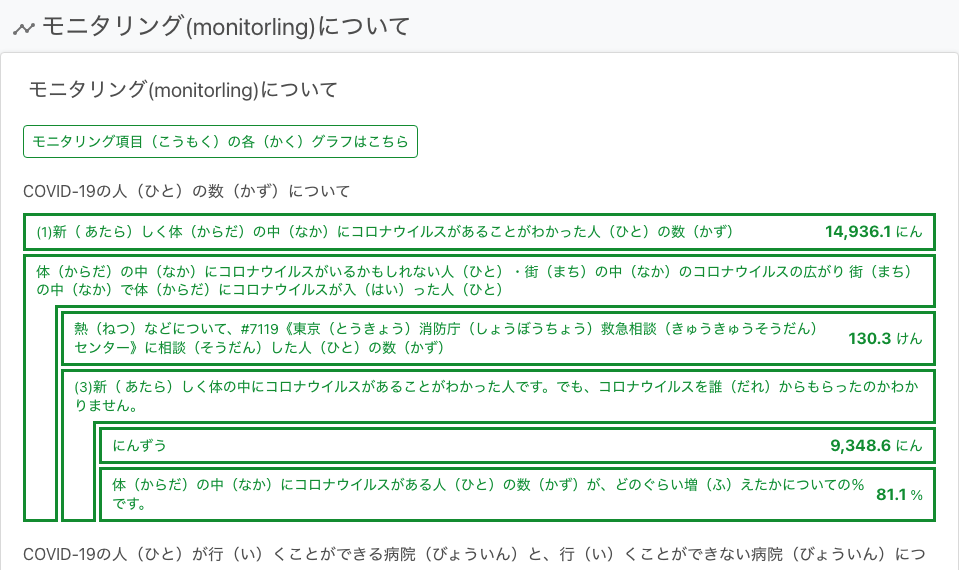 モニタリング(monitorling)について
モニタリング(monitorling)について
モニタリング項目（こうもく）の各（かく）グラフはこちら
COVID-19の人（ひと）の数（かず）について
(1)新（ あたら）しく体（からだ）の中（なか）にコロナウイルスがあることがわかった人（ひと）の数（かず） 14,936.1 にん
体（からだ）の中（なか）にコロナウイルスがいるかもしれない人（ひと）・街（まち）の中（なか）のコロナウイルスの広がり 街（まち）
の中（なか）で体（からだ）にコロナウイルスが入（はい）った人（ひと）
熱（ねつ）などについて、#7119《東京（とうきょう）消防庁（しょうぼうちょう）救急相談（きゅうきゅうそうだん）
センター》に相談（そうだん）した人（ひと）の数（かず） 130.3 けん
(3)新（ あたら）しく体の中にコロナウイルスがあることがわかった人です。でも、コロナウイルスを誰（だれ）からもらったのかわか
りません。
にんずう 9,348.6 にん
体（からだ）の中（なか）にコロナウイルスがある人（ひと）の数（かず）が、どのぐらい増（ふ）えたかについての%
です。 81.1 %
COVID-19の人（ひと）が行（い）くことができる病院（びょういん）と、行（い）くことができない病院（びょういん）につ